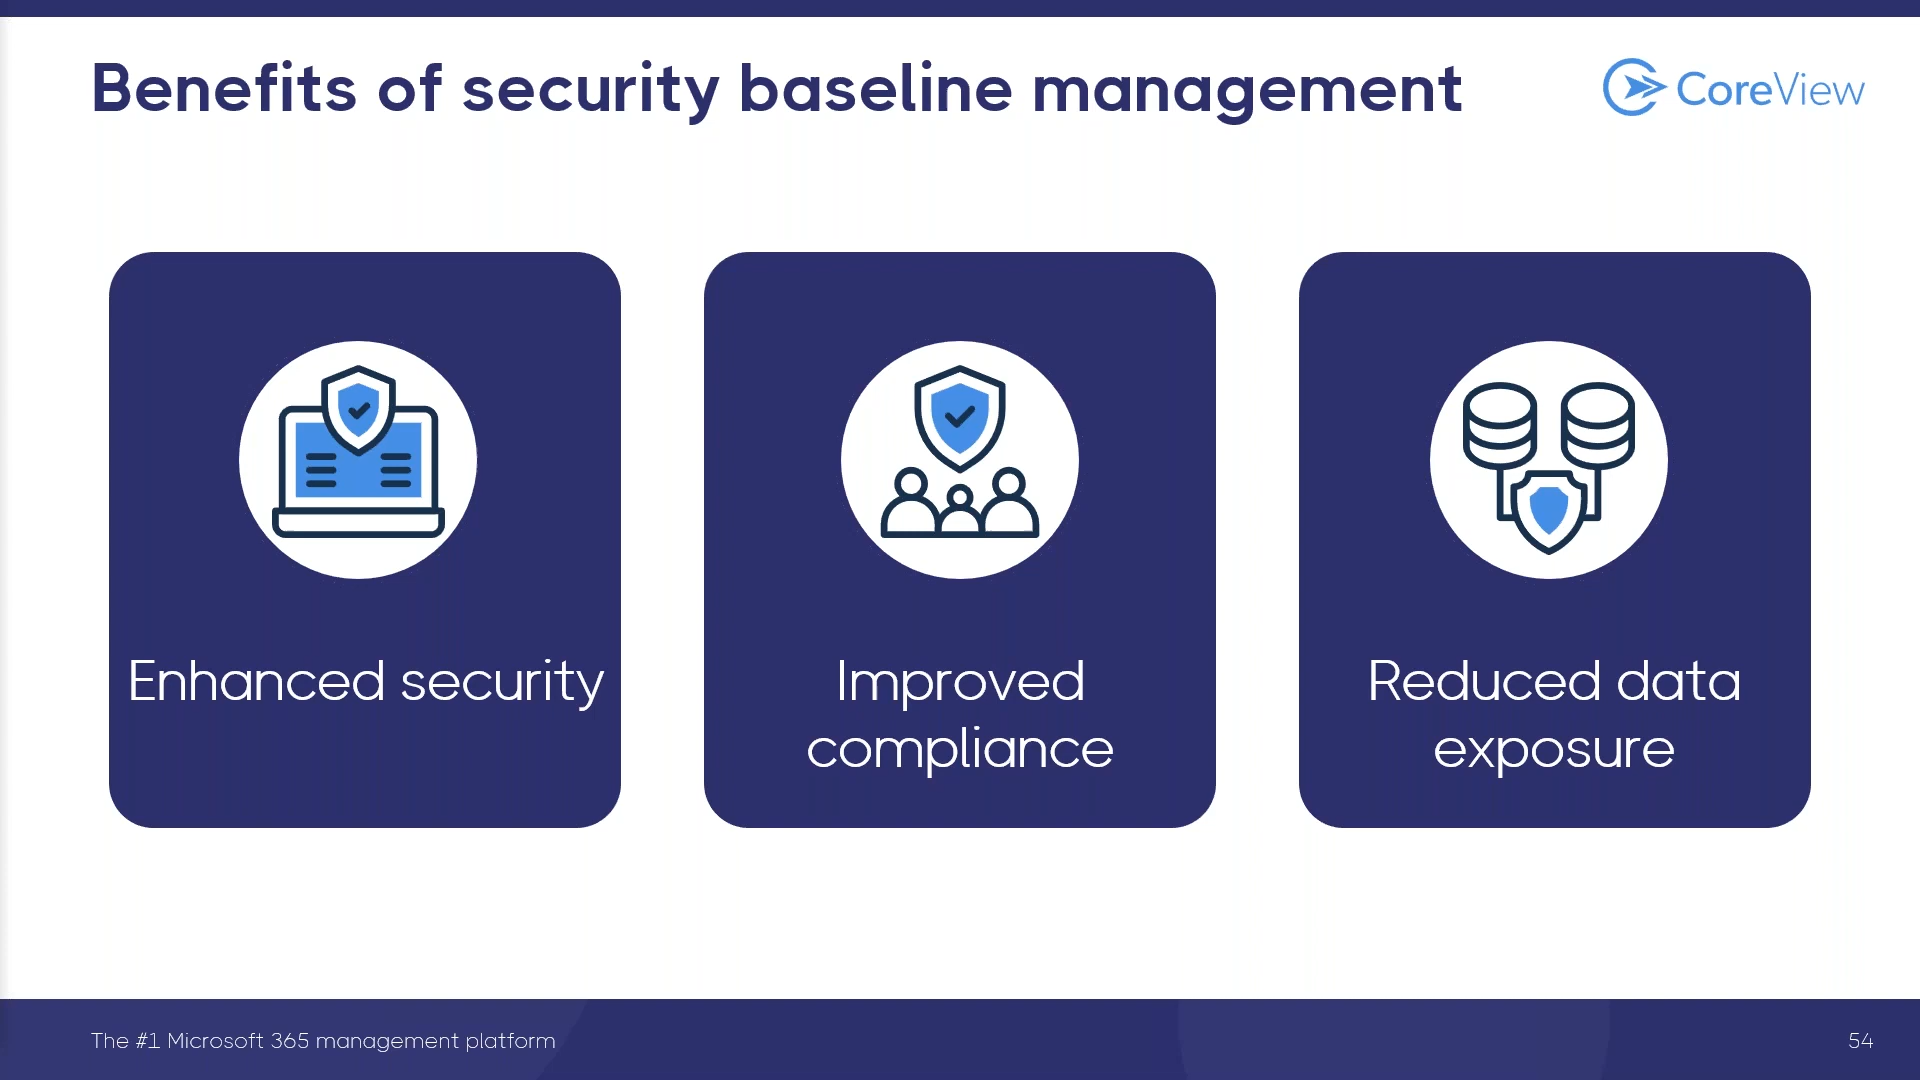 Benefits of security baseline management
CoreView
Enhanced security
Improved
compliance
Reduced data
exposure
The #1 Microsoft 365 management platform
54